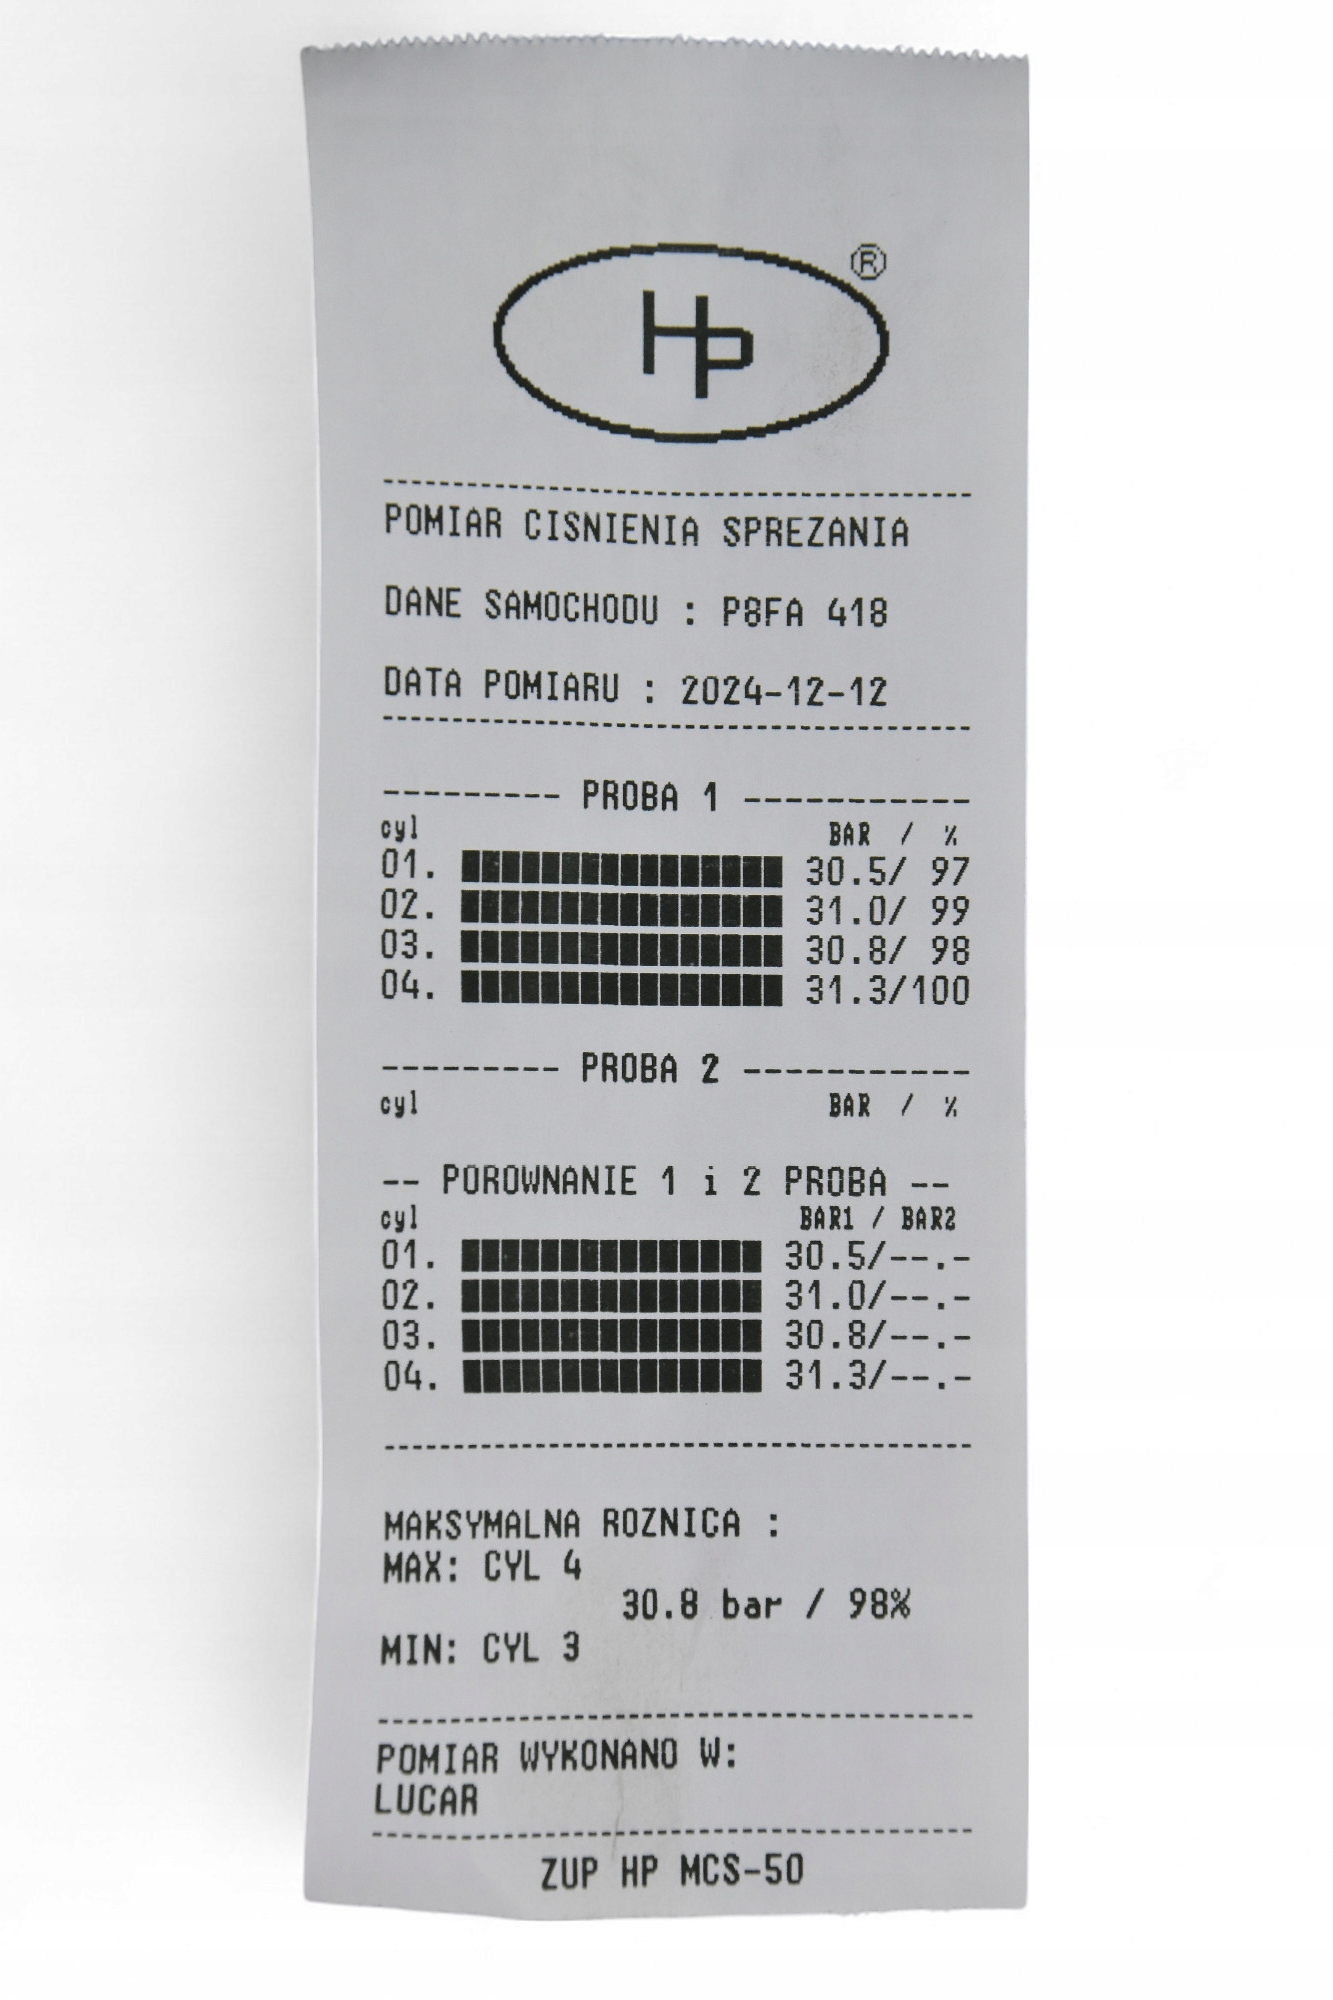 HP ®
POMIAR CISNIENIA SPREZANIA
DANE SAMOCHODU : P8FA 418
DATA POMIARU : 2024-12-12
--------- PROBA 1 -----------
cyl BAR / %
01. 30.5/ 97
02. 31.0/ 99
03. 30.8/ 98
04. 31.3/100
--------- PROBA 2 -----------
cyl BAR / %
-- POROWNANIE 1 i 2 PROBA --
cyl BAR1 / BAR2
01. 30.5/--.-
02. 31.0/--.-
03. 30.8/--.-
04. 31.3/--.-
MAKSYMALNA ROZNICA :
MAX: CYL 4
30.8 bar / 98%
MIN: CYL 3
POMIAR WYKONANO W:
LUCAR
ZUP HP MCS-50